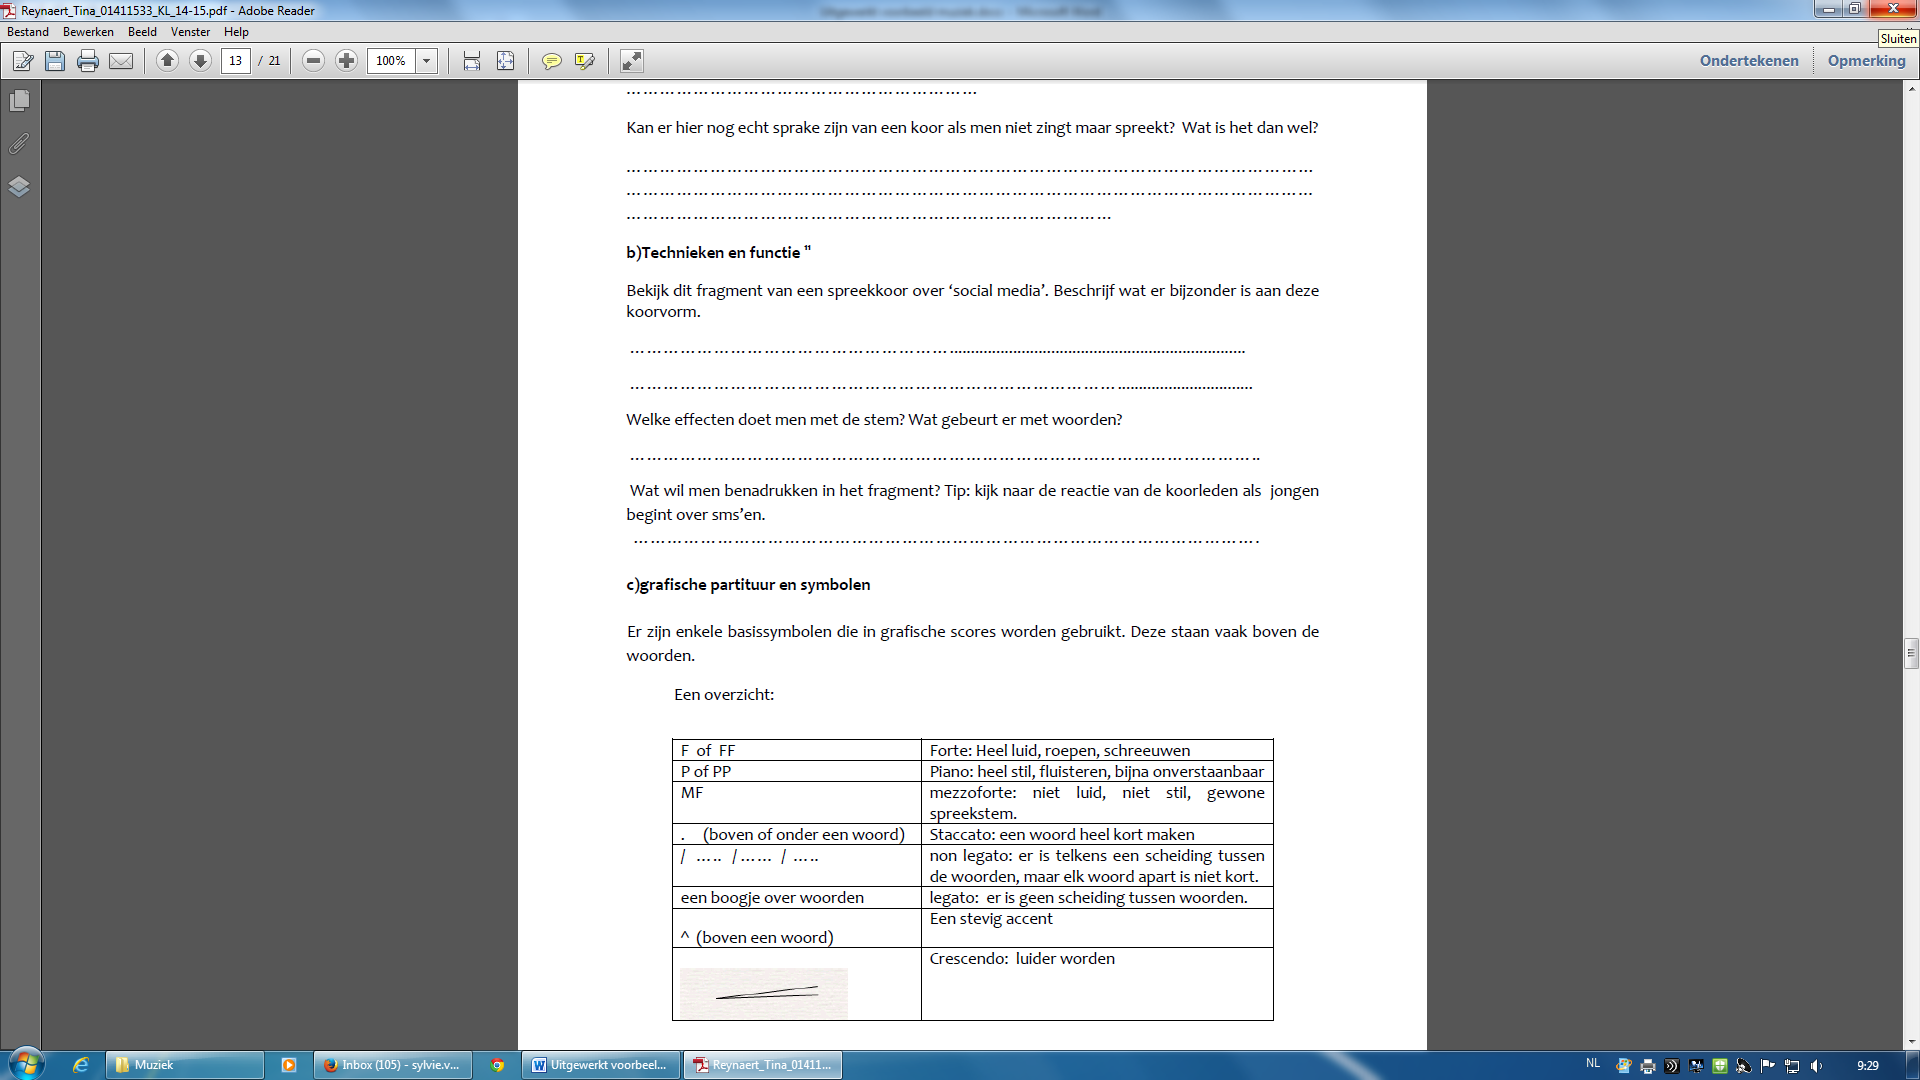 Reynaert_Tina_01411533_KL_14-15.pdf - Adobe Reader
Bestand Bewerken Beeld Venster Help
Sluiten
13 / 21 100% Ondertekenen Opmerking
…………………………………………………………
Kan er hier nog echt sprake zijn van een koor als men niet zingt maar spreekt? Wat is het dan wel?
……………………………………………………………………………………………………………
……………………………………………………………………………………………………………
……………………………………………………………………………
b)Technieken en functie "
Bekijk dit fragment van een spreekkoor over ‘social media’. Beschrijf wat er bijzonder is aan deze
koorvorm.
…………………………………………………......................................................................
……………………………………………………………………………................................
Welke effecten doet men met de stem? Wat gebeurt er met woorden?
…………………………………………………………………………………………………..
Wat wil men benadrukken in het fragment? Tip: kijk naar de reactie van de koorleden als jongen
begint over sms’en.
………………………………………………………………………………………………….
c)grafische partituur en symbolen
Er zijn enkele basissymbolen die in grafische scores worden gebruikt. Deze staan vaak boven de
woorden.
Een overzicht:
F of FF Forte: Heel luid, roepen, schreeuwen
P of PP Piano: heel stil, fluisteren, bijna onverstaanbaar
MF mezzoforte: niet luid, niet stil, gewone
spreekstem.
. (boven of onder een woord) Staccato: een woord heel kort maken
/ ….. /…… / ….. non legato: er is telkens een scheiding tussen
de woorden, maar elk woord apart is niet kort.
een boogje over woorden legato: er is geen scheiding tussen woorden.
Een stevig accent
^ (boven een woord)
Crescendo: luider worden
Muziek Inbox (105) - sylvie.v... Uitgewerkt voorbeel... Reynaert_Tina_01411... NL 9:29